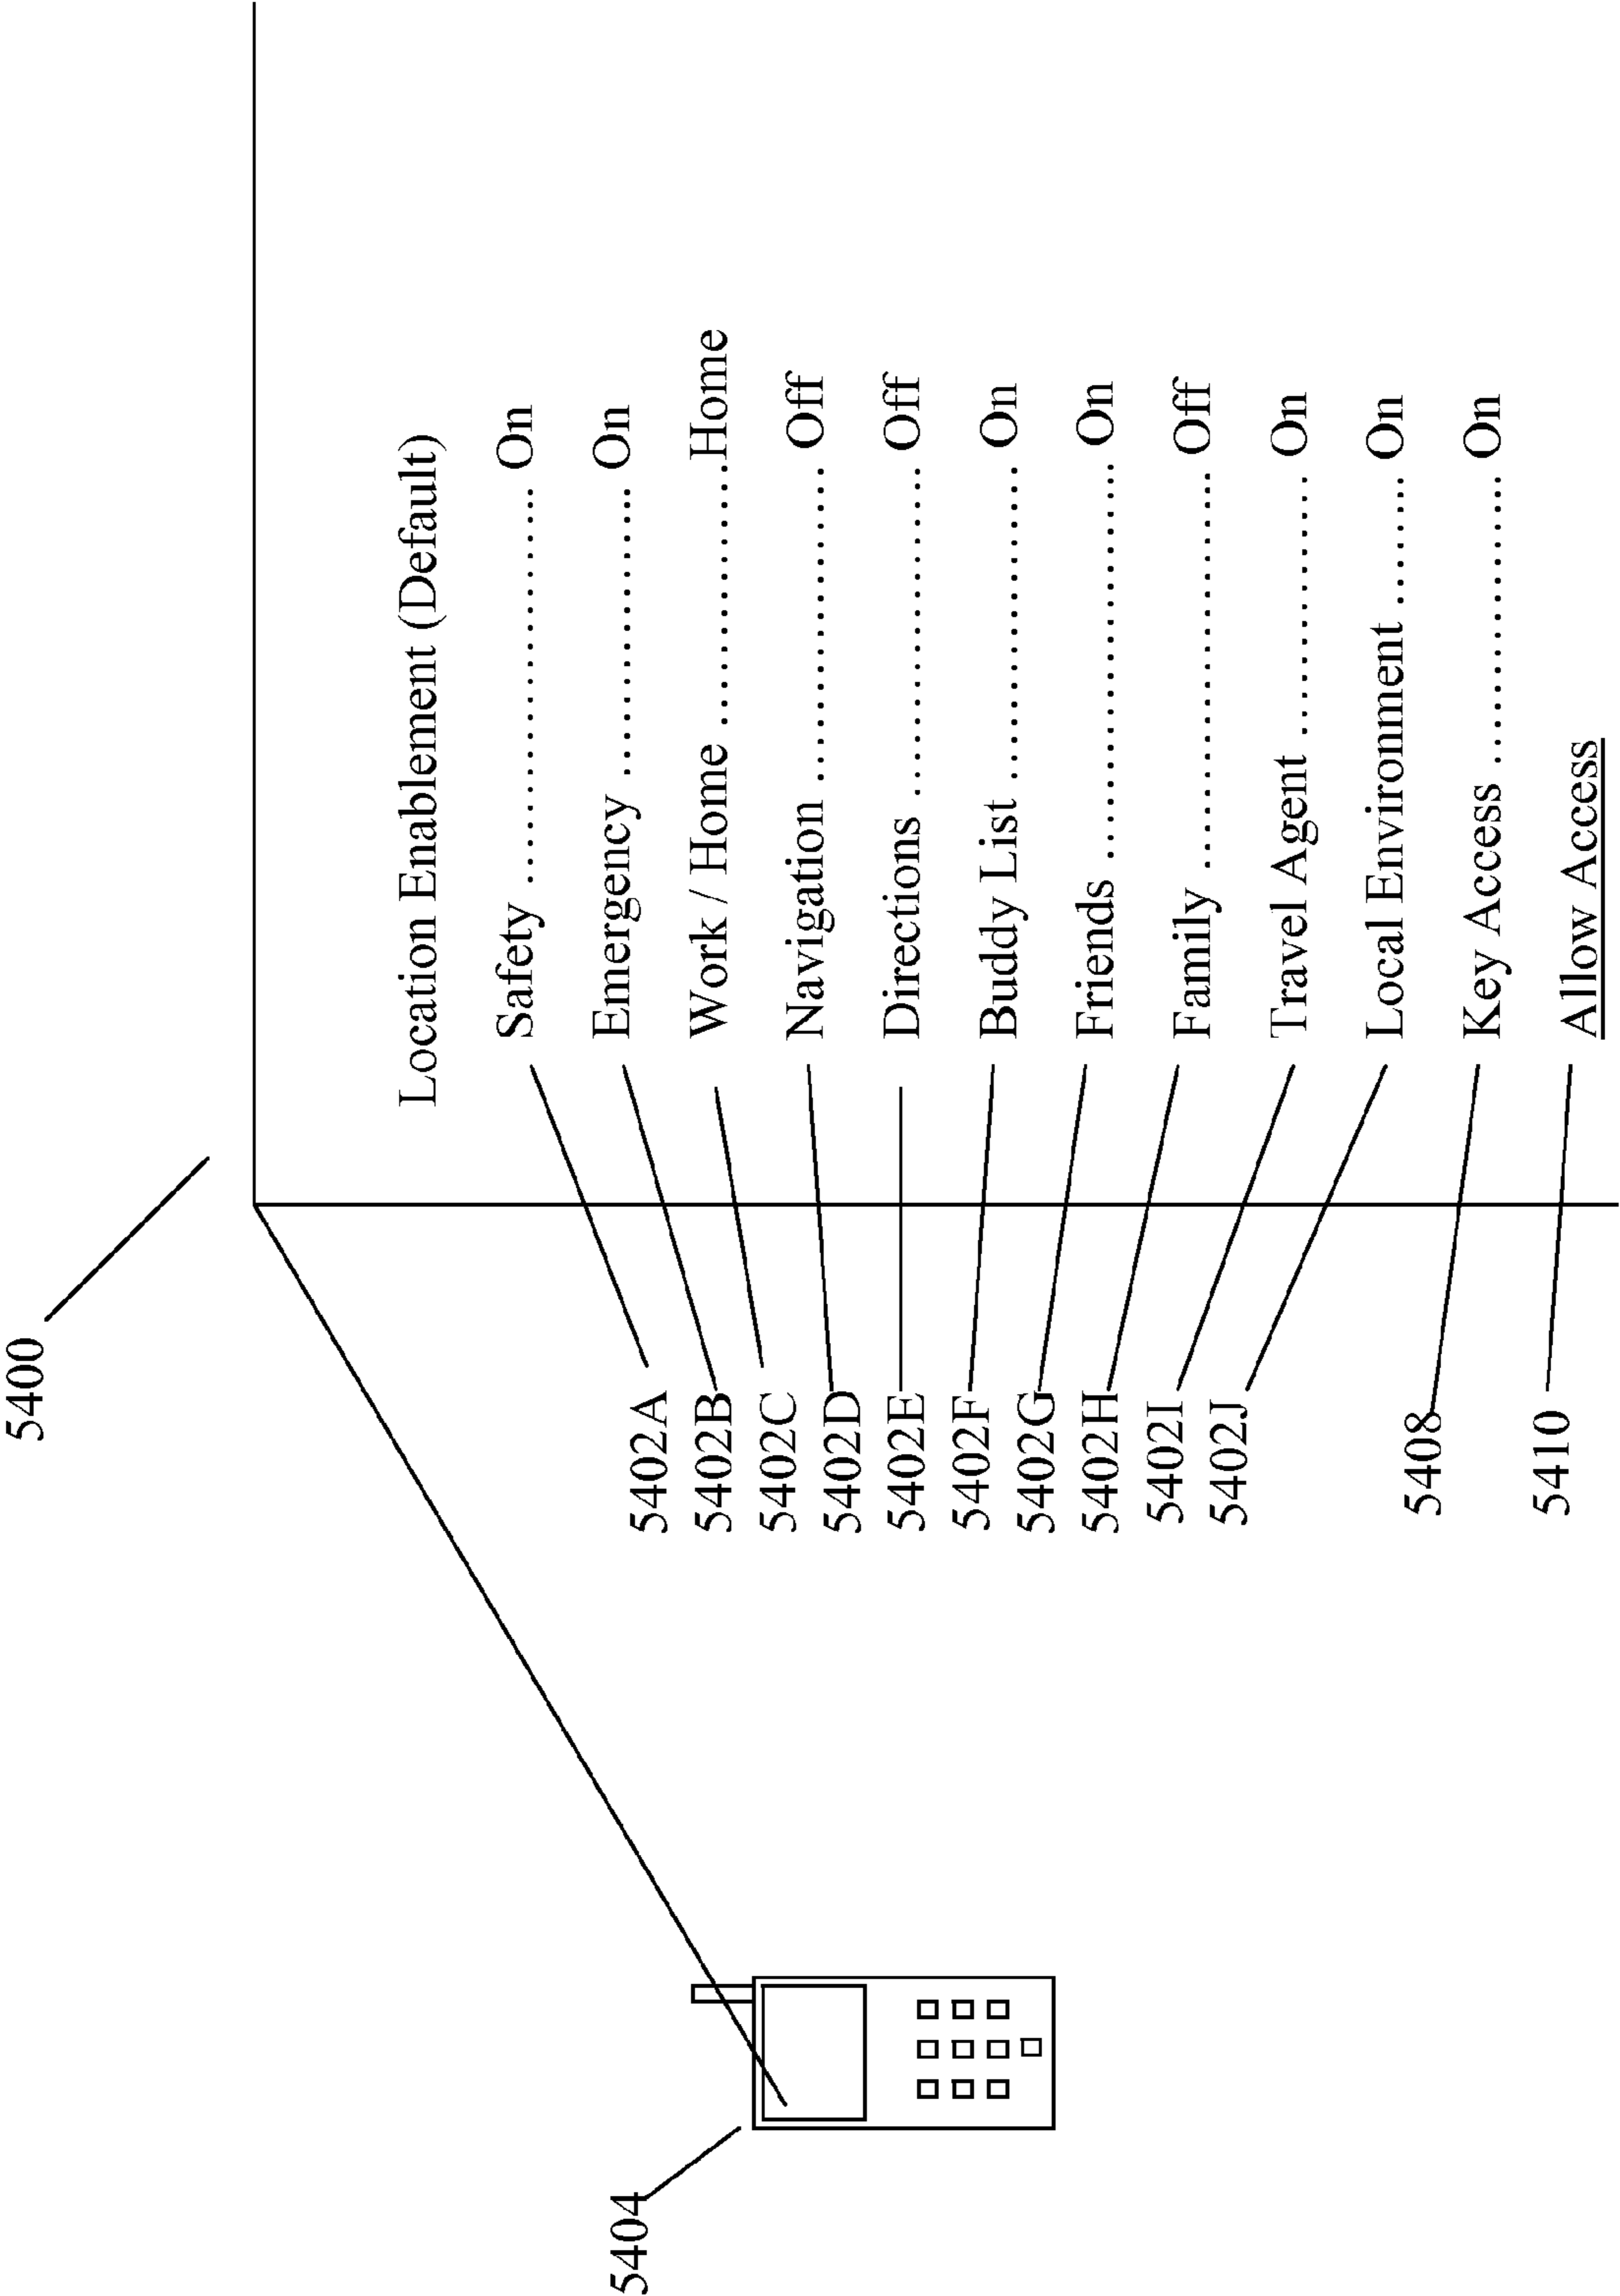 5400
Location Enablement (Default)
5402A Safety .......................... On
5402B Emergency .................... On
5402C Work / Home ................. Home
5402D Navigation ..................... Off
5402E Directions ...................... Off
5402F Buddy List ..................... On
5402G Friends .......................... On
5402H Family .......................... Off
5402I Travel Agent .................. On
5402J Local Environment ........ On
5408 Key Access .................... On
5410 Allow Access
5404